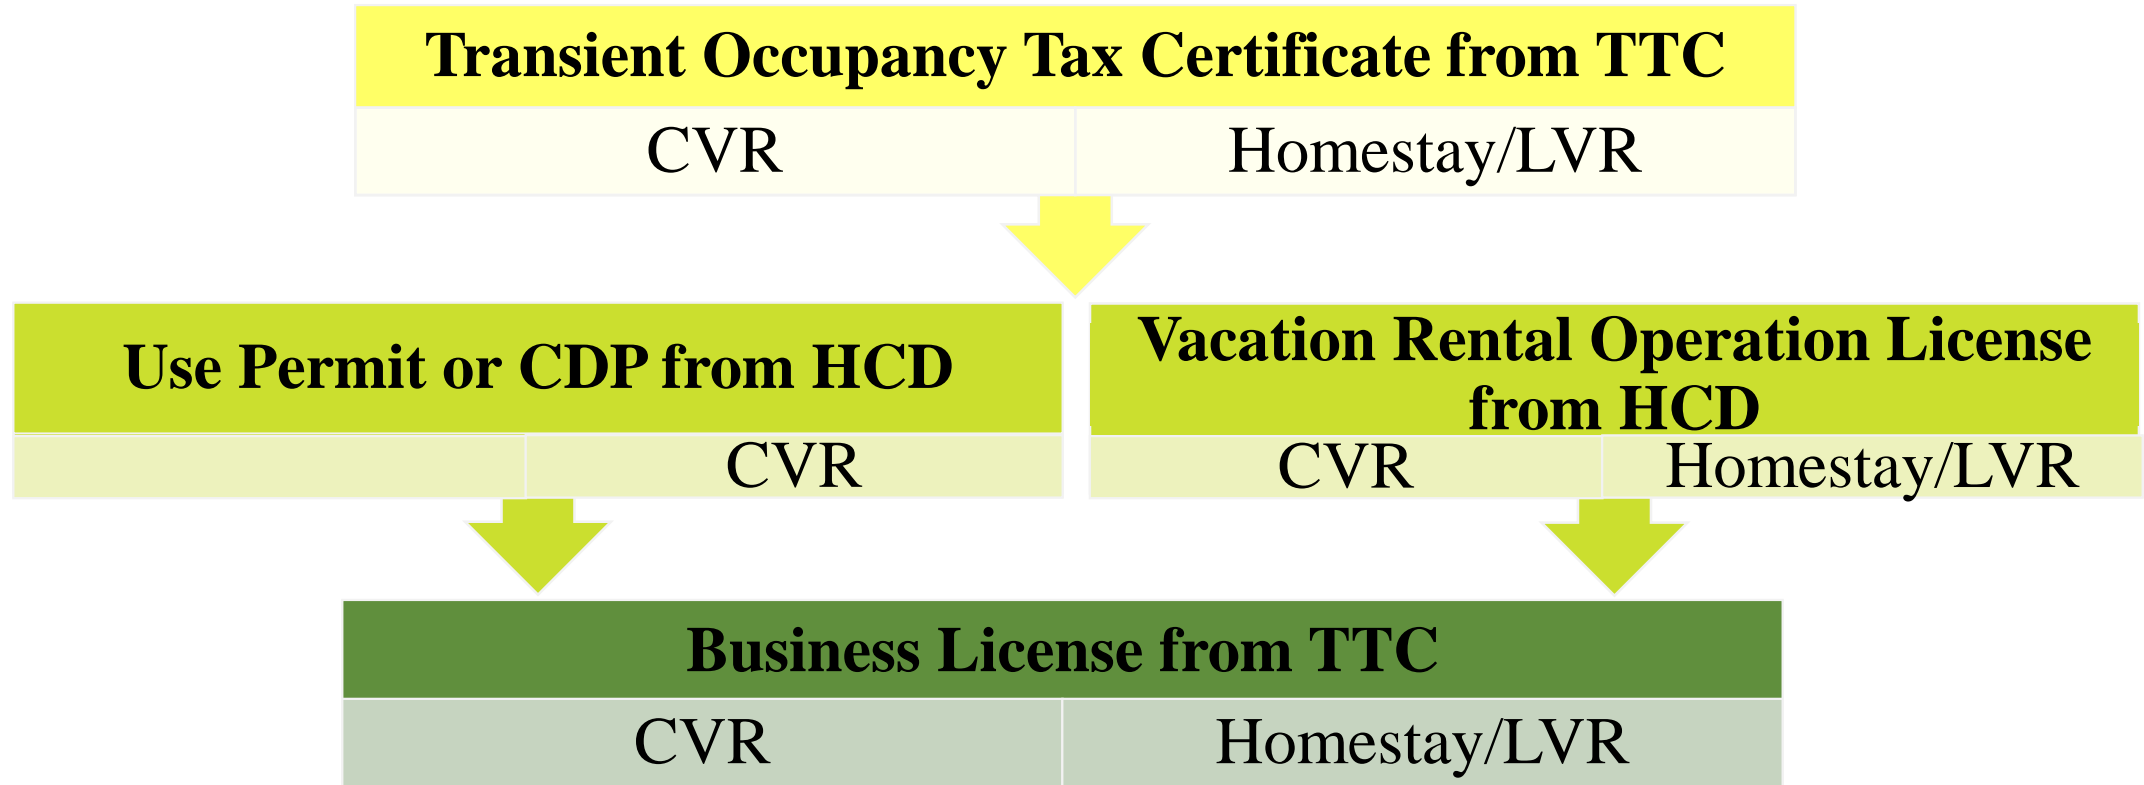 Transient Occupancy Tax Certificate from TTC
CVR
Homestay/LVR
Use Permit or CDP from HCD
CVR
Vacation Rental Operation License
from HCD
CVR
Homestay/LVR
Business License from TTC
CVR
Homestay/LVR